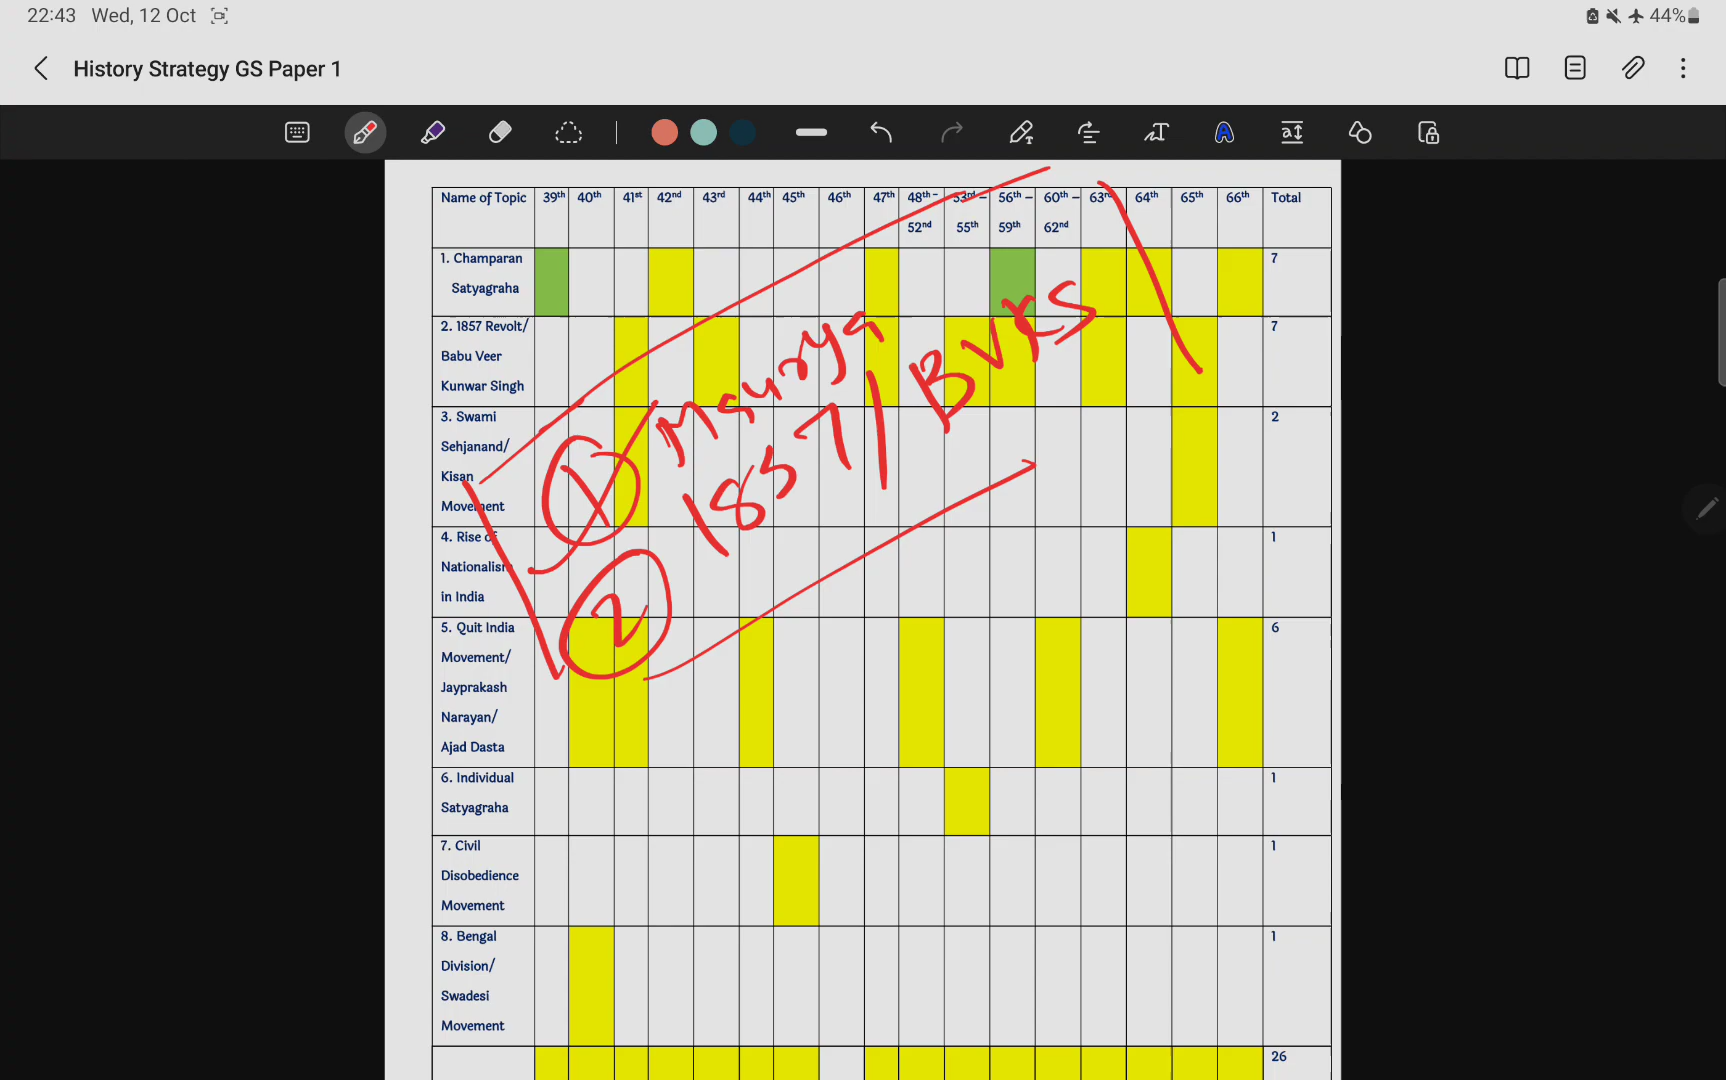 22:43 Wed, 12 Oct
44%
History Strategy GS Paper 1
Name of Topic 39th 40th 41st 42nd 43rd 44th 45th 46th 47th 48th – 53rd – 56th – 60th – 63rd 64th 65th 66th Total
52nd 55th 59th 62nd
1. Champaran 7
Satyagraha
2. 1857 Revolt/ 7
Babu Veer
Kunwar Singh
3. Swami 2
Sehjanand/
Kisan
Movement
4. Rise of 1
Nationalism
in India
5. Quit India 6
Movement/
Jayprakash
Narayan/
Ajad Dasta
6. Individual 1
Satyagraha
7. Civil 1
Disobedience
Movement
8. Bengal 1
Division/
Swadesi
Movement
26
1 Maurya
2 1857/BVKS